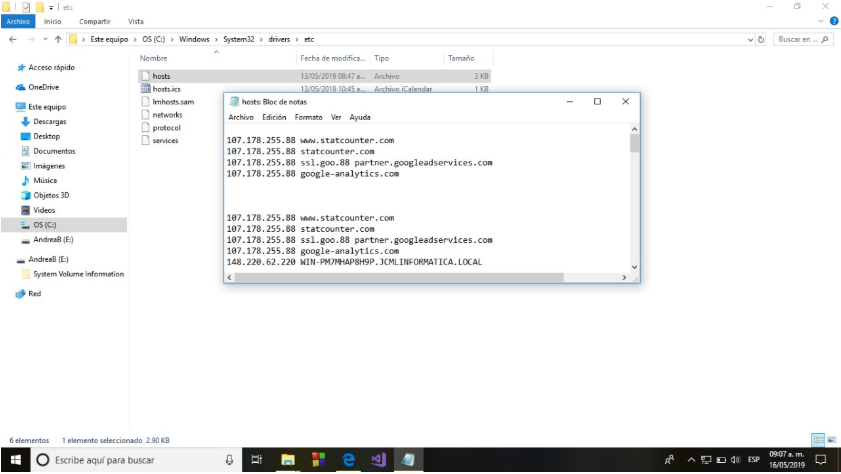 etc
Archivo Inicio Compartir Vista
Este equipo > OS (C:) > Windows > System32 > drivers > etc
Buscar en ...
Nombre Fecha de modifica... Tipo Tamaño
Acceso rápido
OneDrive
Este equipo
Descargas
Desktop
Documentos
Imágenes
Música
Objetos 3D
Videos
OS (C:)
AndreaB (E:)
AndreaB (E:)
System Volume Information
Red
hosts 13/05/2019 08:47 a... Archivo 3 KB
hosts.ics 13/05/2019 10:45 a... Archivo iCalendar 1 KB
lmhosts.sam
networks
protocol
services
hosts: Bloc de notas
Archivo Edición Formato Ver Ayuda
107.178.255.88 www.statcounter.com
107.178.255.88 statcounter.com
107.178.255.88 ssl.goo.88 partner.googleadservices.com
107.178.255.88 google-analytics.com
107.178.255.88 www.statcounter.com
107.178.255.88 statcounter.com
107.178.255.88 ssl.goo.88 partner.googleadservices.com
107.178.255.88 google-analytics.com
148.220.62.220 WIN-PM7MHAP8H9P.JCMLINFORMATICA.LOCAL
6 elementos 1 elemento seleccionado 2.90 KB
Escribe aquí para buscar
ESP
09:07 a. m.
16/05/2019